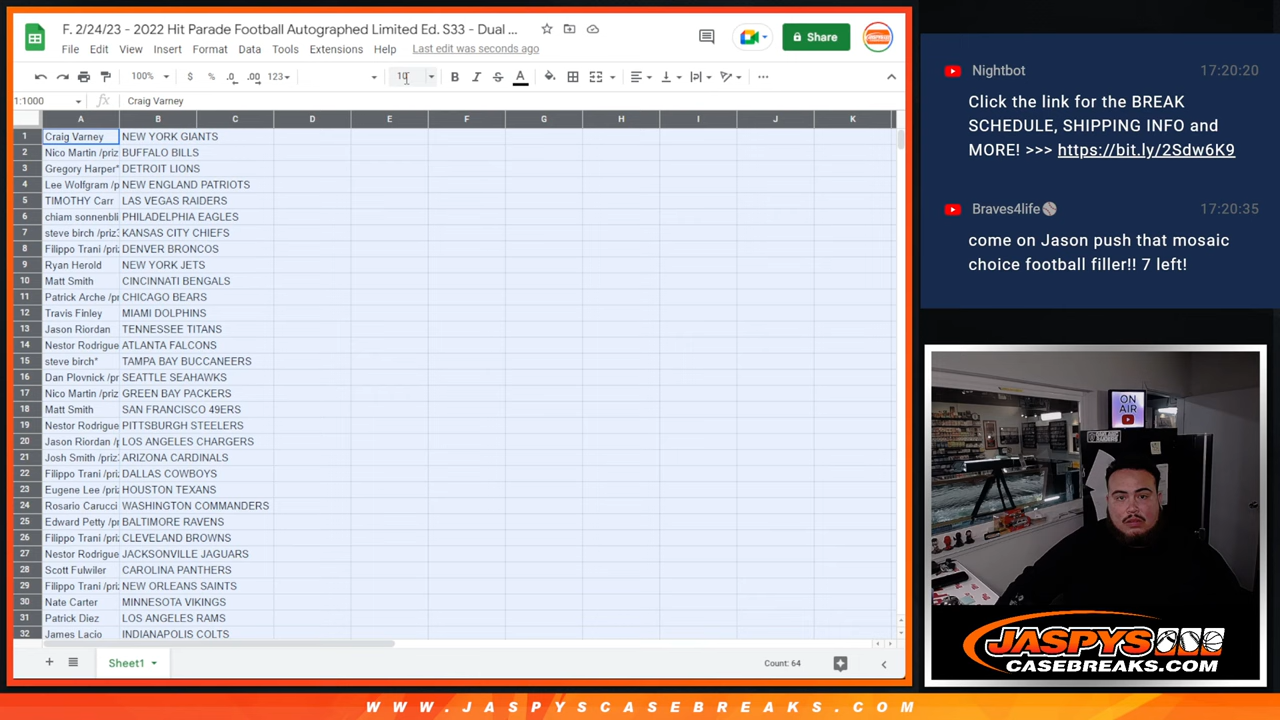 F. 2/24/23 - 2022 Hit Parade Football Autographed Limited Ed. S33 - Dual ...
File Edit View Insert Format Data Tools Extensions Help Last edit was seconds ago
Share
100% $ % .0 .00 123 10 B I S A
1:1000 fx Craig Varney
A B C D E F G H I J K
1 Craig Varney NEW YORK GIANTS
2 Nico Martin /priz BUFFALO BILLS
3 Gregory Harper* DETROIT LIONS
4 Lee Wolfgram /p NEW ENGLAND PATRIOTS
5 TIMOTHY Carr LAS VEGAS RAIDERS
6 chiam sonnenbli PHILADELPHIA EAGLES
7 steve birch /priz KANSAS CITY CHIEFS
8 Filippo Trani /priz DENVER BRONCOS
9 Ryan Herold NEW YORK JETS
10 Matt Smith CINCINNATI BENGALS
11 Patrick Arche /pr CHICAGO BEARS
12 Travis Finley MIAMI DOLPHINS
13 Jason Riordan TENNESSEE TITANS
14 Nestor Rodrigue ATLANTA FALCONS
15 steve birch* TAMPA BAY BUCCANEERS
16 Dan Plovnick /p SEATTLE SEAHAWKS
17 Nico Martin /priz GREEN BAY PACKERS
18 Matt Smith SAN FRANCISCO 49ERS
19 Nestor Rodrigue PITTSBURGH STEELERS
20 Jason Riordan /p LOS ANGELES CHARGERS
21 Josh Smith /priz ARIZONA CARDINALS
22 Filippo Trani /priz DALLAS COWBOYS
23 Eugene Lee /priz HOUSTON TEXANS
24 Rosario Carucci WASHINGTON COMMANDERS
25 Edward Petty /pr BALTIMORE RAVENS
26 Filippo Trani /priz CLEVELAND BROWNS
27 Nestor Rodrigue JACKSONVILLE JAGUARS
28 Scott Fulwiler CAROLINA PANTHERS
29 Filippo Trani /priz NEW ORLEANS SAINTS
30 Nate Carter MINNESOTA VIKINGS
31 Patrick Diez LOS ANGELES RAMS
32 James Lacio INDIANAPOLIS COLTS
Sheet1
Count: 64
Nightbot 17:20:20
Click the link for the BREAK
SCHEDULE, SHIPPING INFO and
MORE! >>> https://bit.ly/2Sdw6K9
Braves4life 17:20:35
come on Jason push that mosaic
choice football filler!! 7 left!
ON
AIR
JASPYS
CASEBREAKS.COM
WWW.JASPYSCASEBREAKS.COM